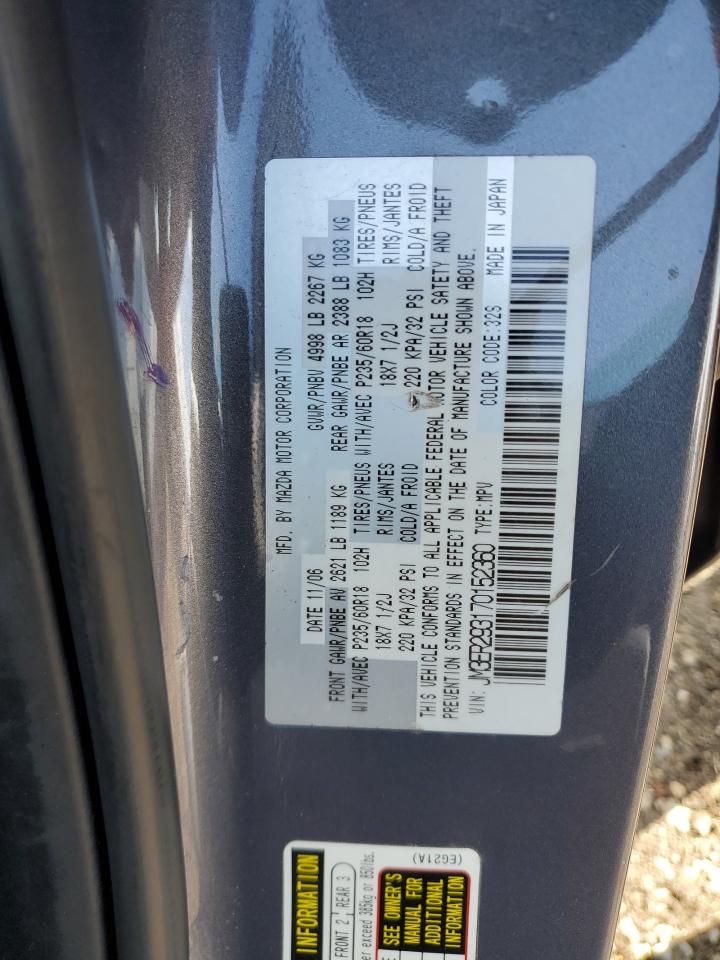 MFD. BY MAZDA MOTOR CORPORATION
DATE 11/06 GVWR/PNBV 4998 LB 2267 KG
FRONT GAWR/PNBE AV 2621 LB 1189 KG REAR GAWR/PNBE AR 2388 LB 1083 KG
WITH/AVEC P235/60R18 102H TIRES/PNEUS WITH/AVEC P235/60R18 102H TIRES/PNEUS
18X7 1/2J RIMS/JANTES 18X7 1/2J RIMS/JANTES
220 KPA/32 PSI COLD/A FROID 220 KPA/32 PSI COLD/A FROID
THIS VEHICLE CONFORMS TO ALL APPLICABLE FEDERAL MOTOR VEHICLE SAFETY AND THEFT
PREVENTION STANDARDS IN EFFECT ON THE DATE OF MANUFACTURE SHOWN ABOVE.
VIN: JM3ER293170152360 TYPE:MPV COLOR CODE:32S MADE IN JAPAN
INFORMATION
FRONT 2 REAR 3
exceed 385kg or 850lbs.
SEE OWNER'S
MANUAL FOR
ADDITIONAL
INFORMATION
(EG21A)